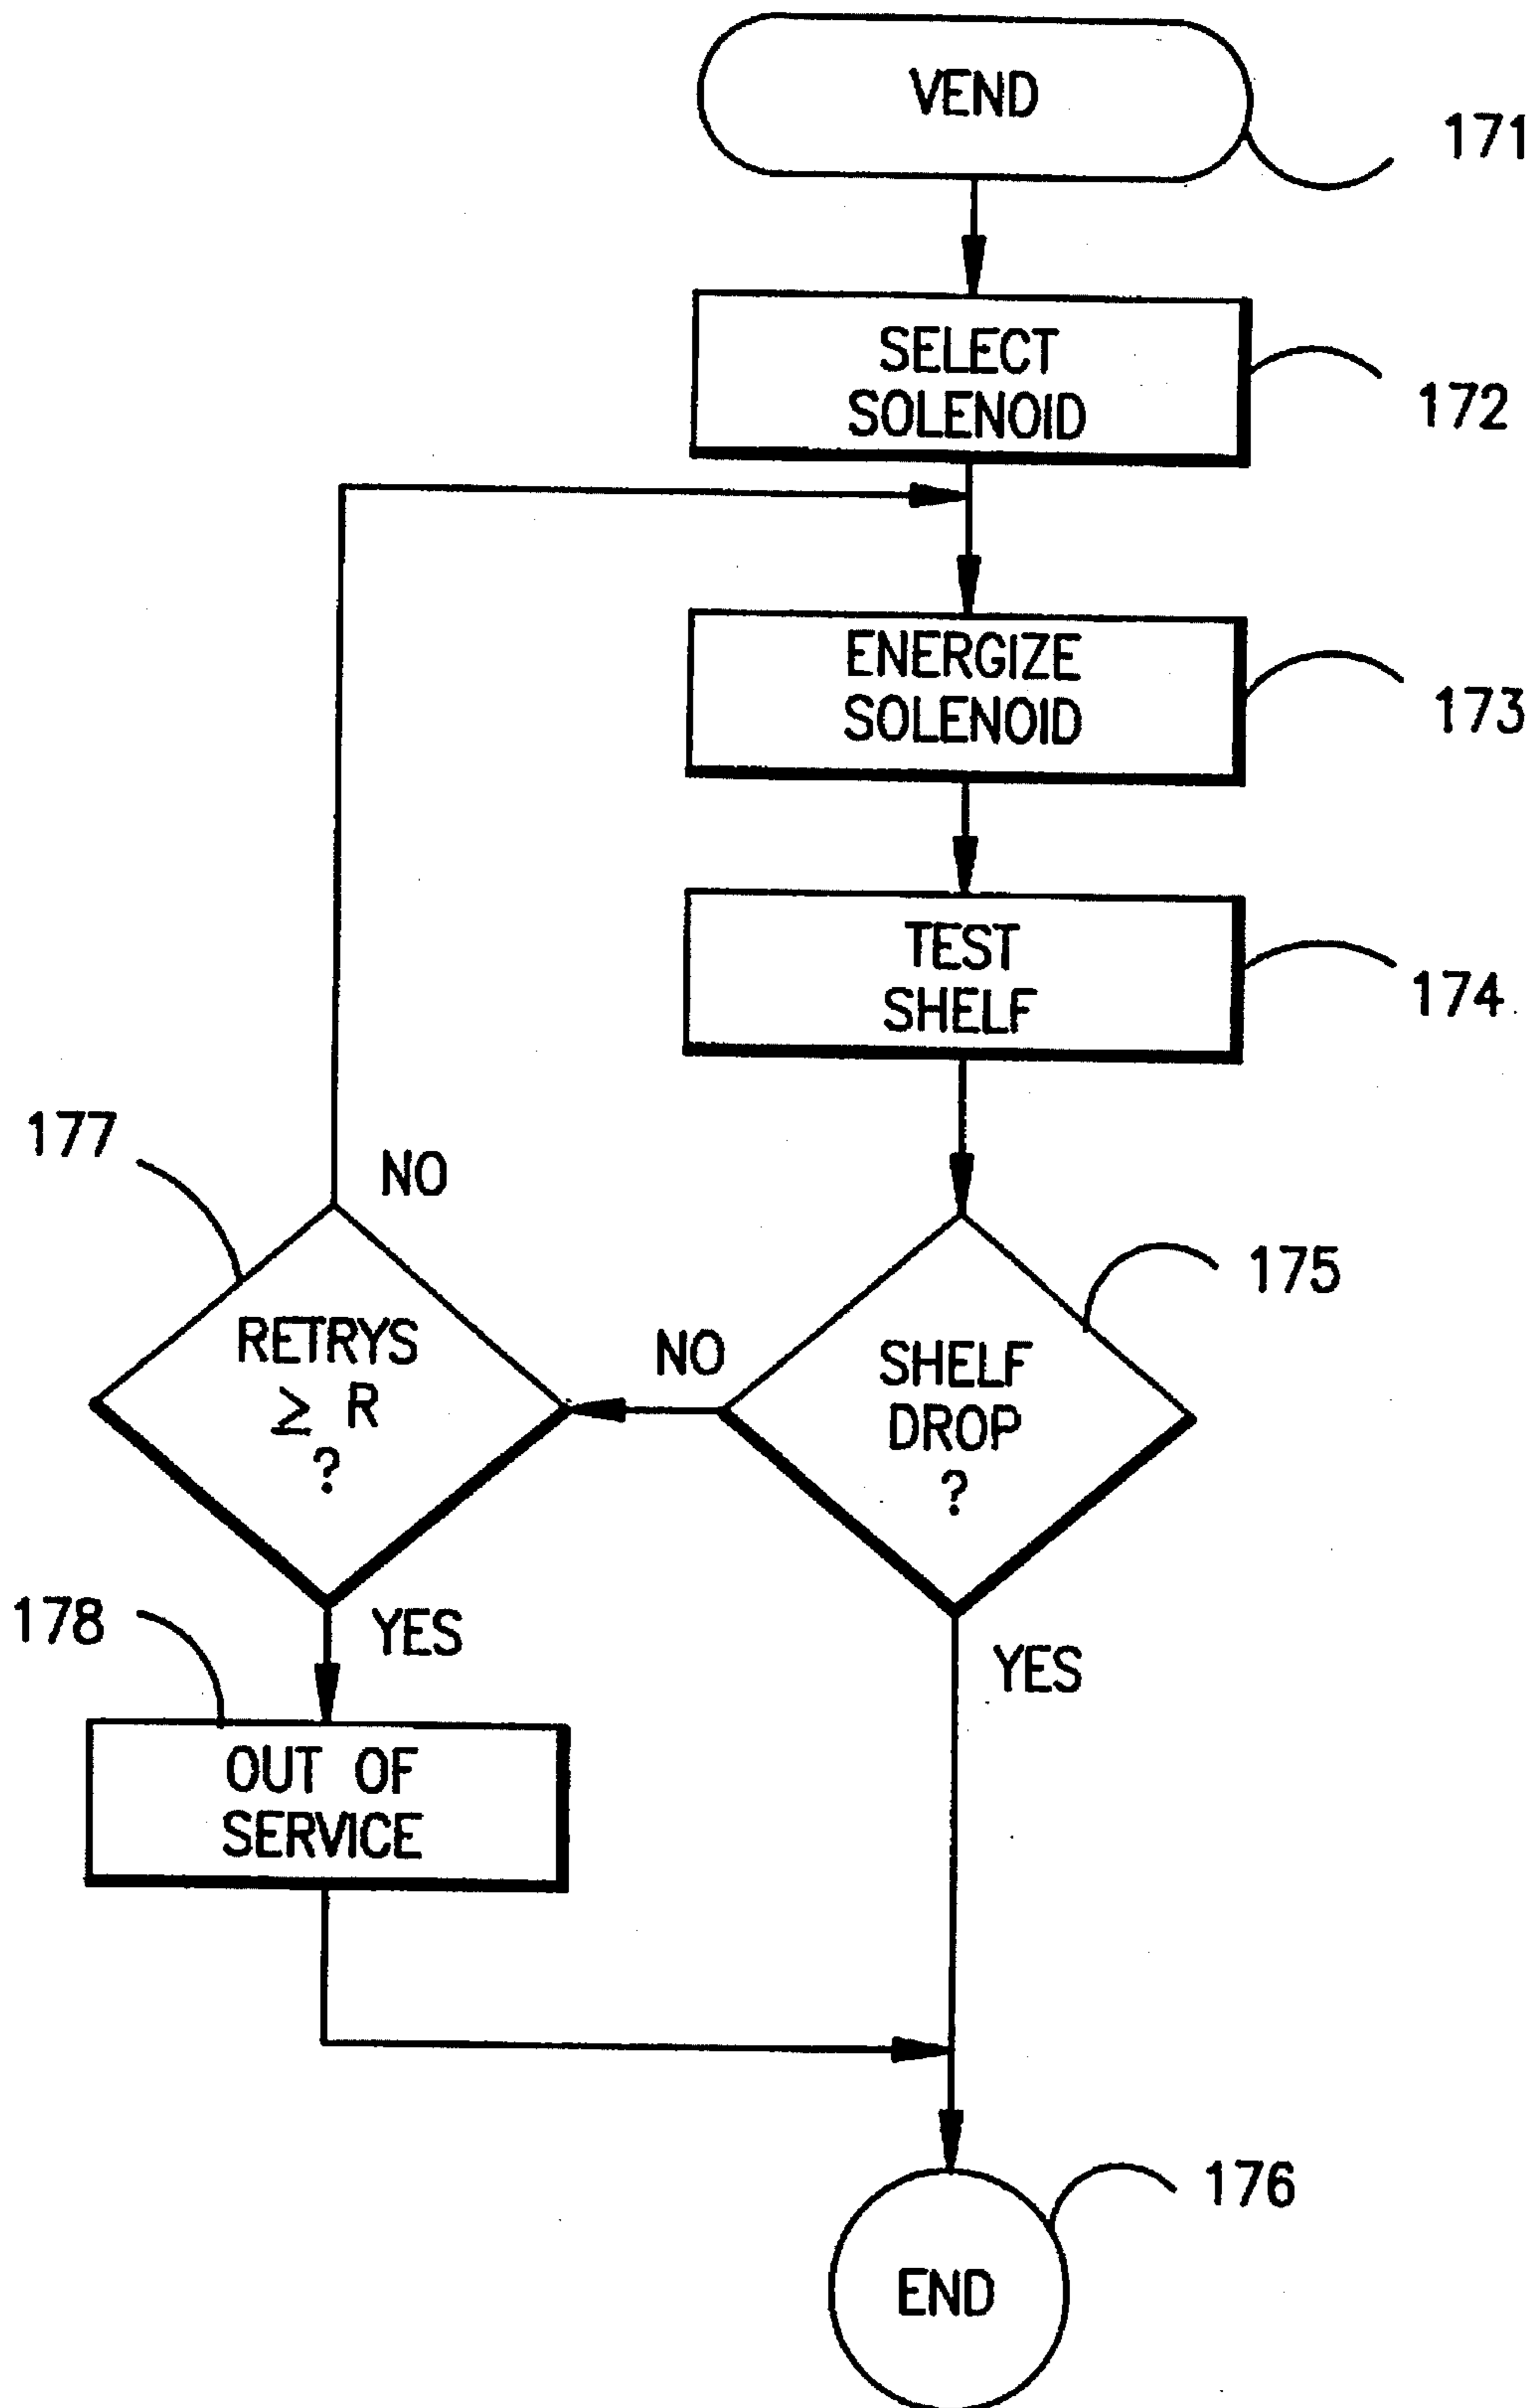 VEND
171
SELECT
SOLENOID
172
ENERGIZE
SOLENOID
173
TEST
SHELF
174
177
NO
RETRYS
≥ R
?
NO
SHELF
DROP
?
175
YES
178
OUT OF
SERVICE
YES
176
END